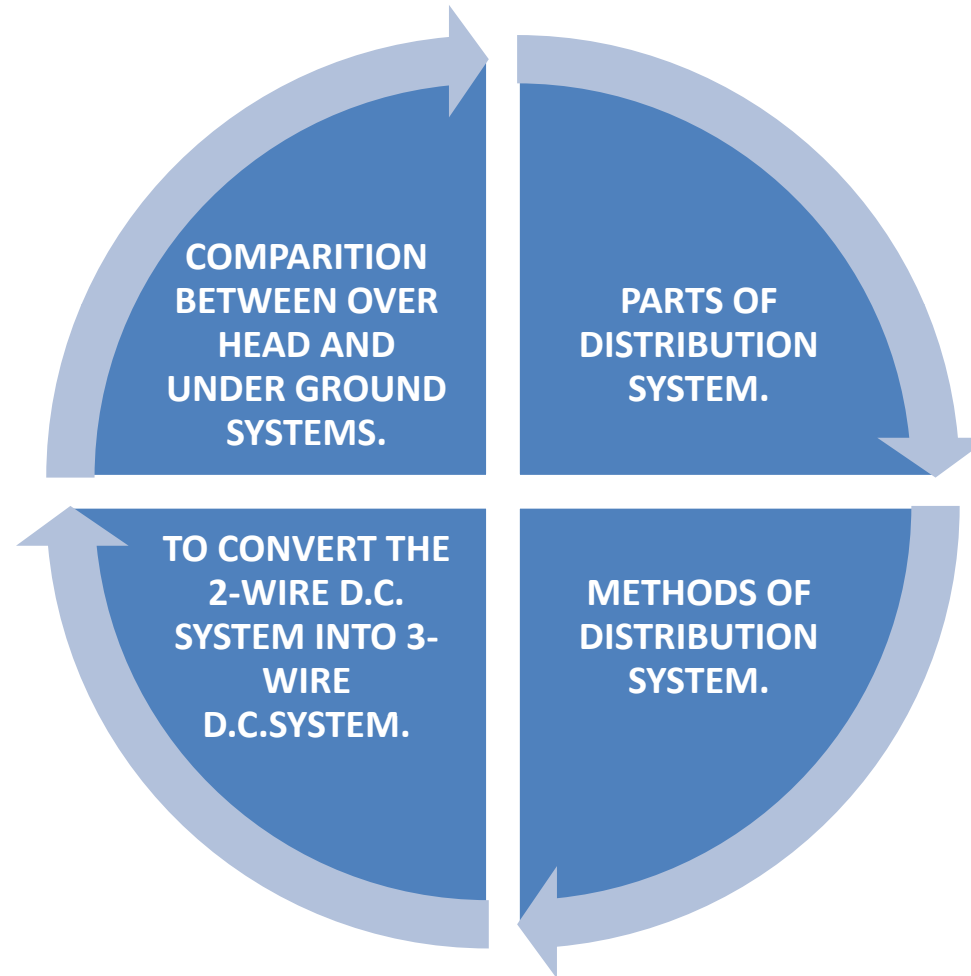 COMPARITION
BETWEEN OVER
HEAD AND
UNDER GROUND
SYSTEMS.
PARTS OF
DISTRIBUTION
SYSTEM.
TO CONVERT THE
2-WIRE D.C.
SYSTEM INTO 3-
WIRE
D.C.SYSTEM.
METHODS OF
DISTRIBUTION
SYSTEM.